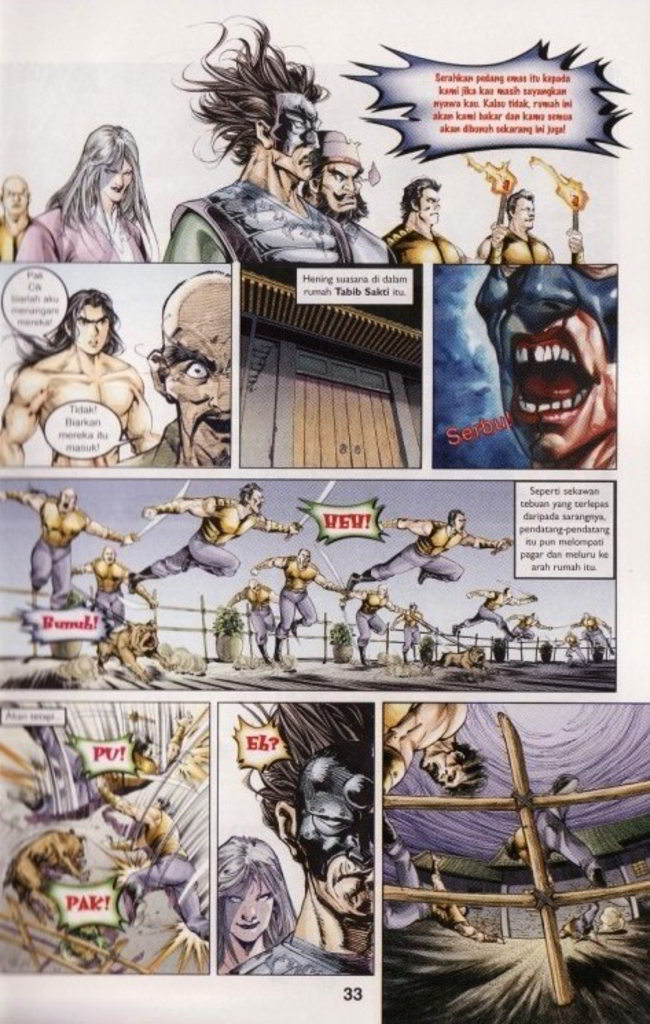 Serahkan pedang emas itu kepada
kami jika kau masih sayangkan
nyawa kau. Kalau tidak, rumah ini
akan kami bakar dan kamu semua
akan dibunuh sekarang ini juga!
Pak
Cik
Biarlah aku
menangani
mereka!
Tidak!
Biarkan
mereka itu
masuk!
Hening suasana di dalam
rumah Tabib Sakti itu.
Serbu!
Seperti sekawan
tebuan yang terlepas
daripada sarangnya,
pendatang-pendatang
itu pun melompati
pagar dan meluru ke
arah rumah itu.
HEH!
Akan tetapi...
PU!
PAK!
Eh?
33